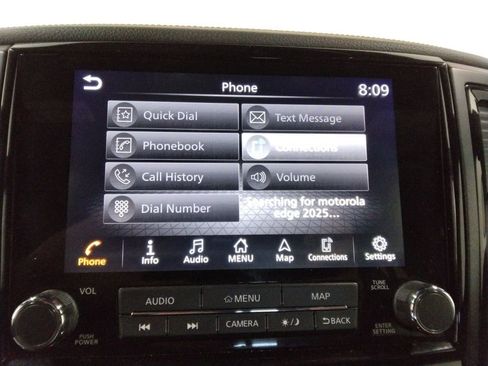 Phone
8:09
Quick Dial
Text Message
Phonebook
Connections
Call History
Volume
Dial Number
Searching for motorola
edge 2025...
Phone
Info
Audio
MENU
Map
Connections
Settings
VOL
AUDIO
MENU
MAP
TUNE
SCROLL
CAMERA
BACK
PUSH
POWER
ENTER
SETTING